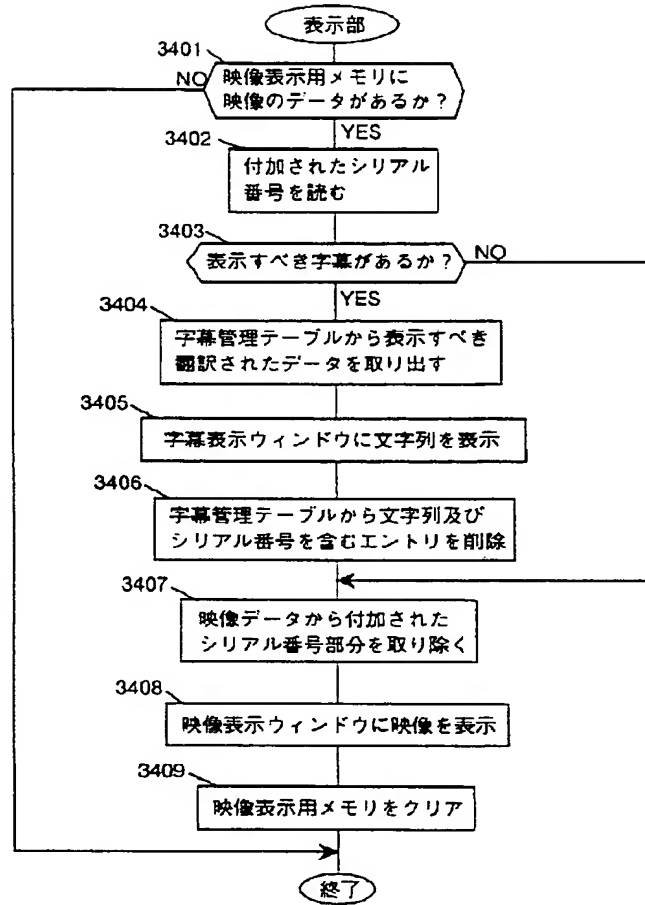 表示部
3401
NO
映像表示用メモリに
映像のデータがあるか?
YES
3402
付加されたシリアル
番号を読む
3403
表示すべき字幕があるか?
NO
YES
3404
字幕管理テーブルから表示すべき
翻訳されたデータを取り出す
3405
字幕表示ウィンドウに文字列を表示
3406
字幕管理テーブルから文字列及び
シリアル番号を含むエントリを削除
3407
映像データから付加された
シリアル番号部分を取り除く
3408
映像表示ウィンドウに映像を表示
3409
映像表示用メモリをクリア
終了